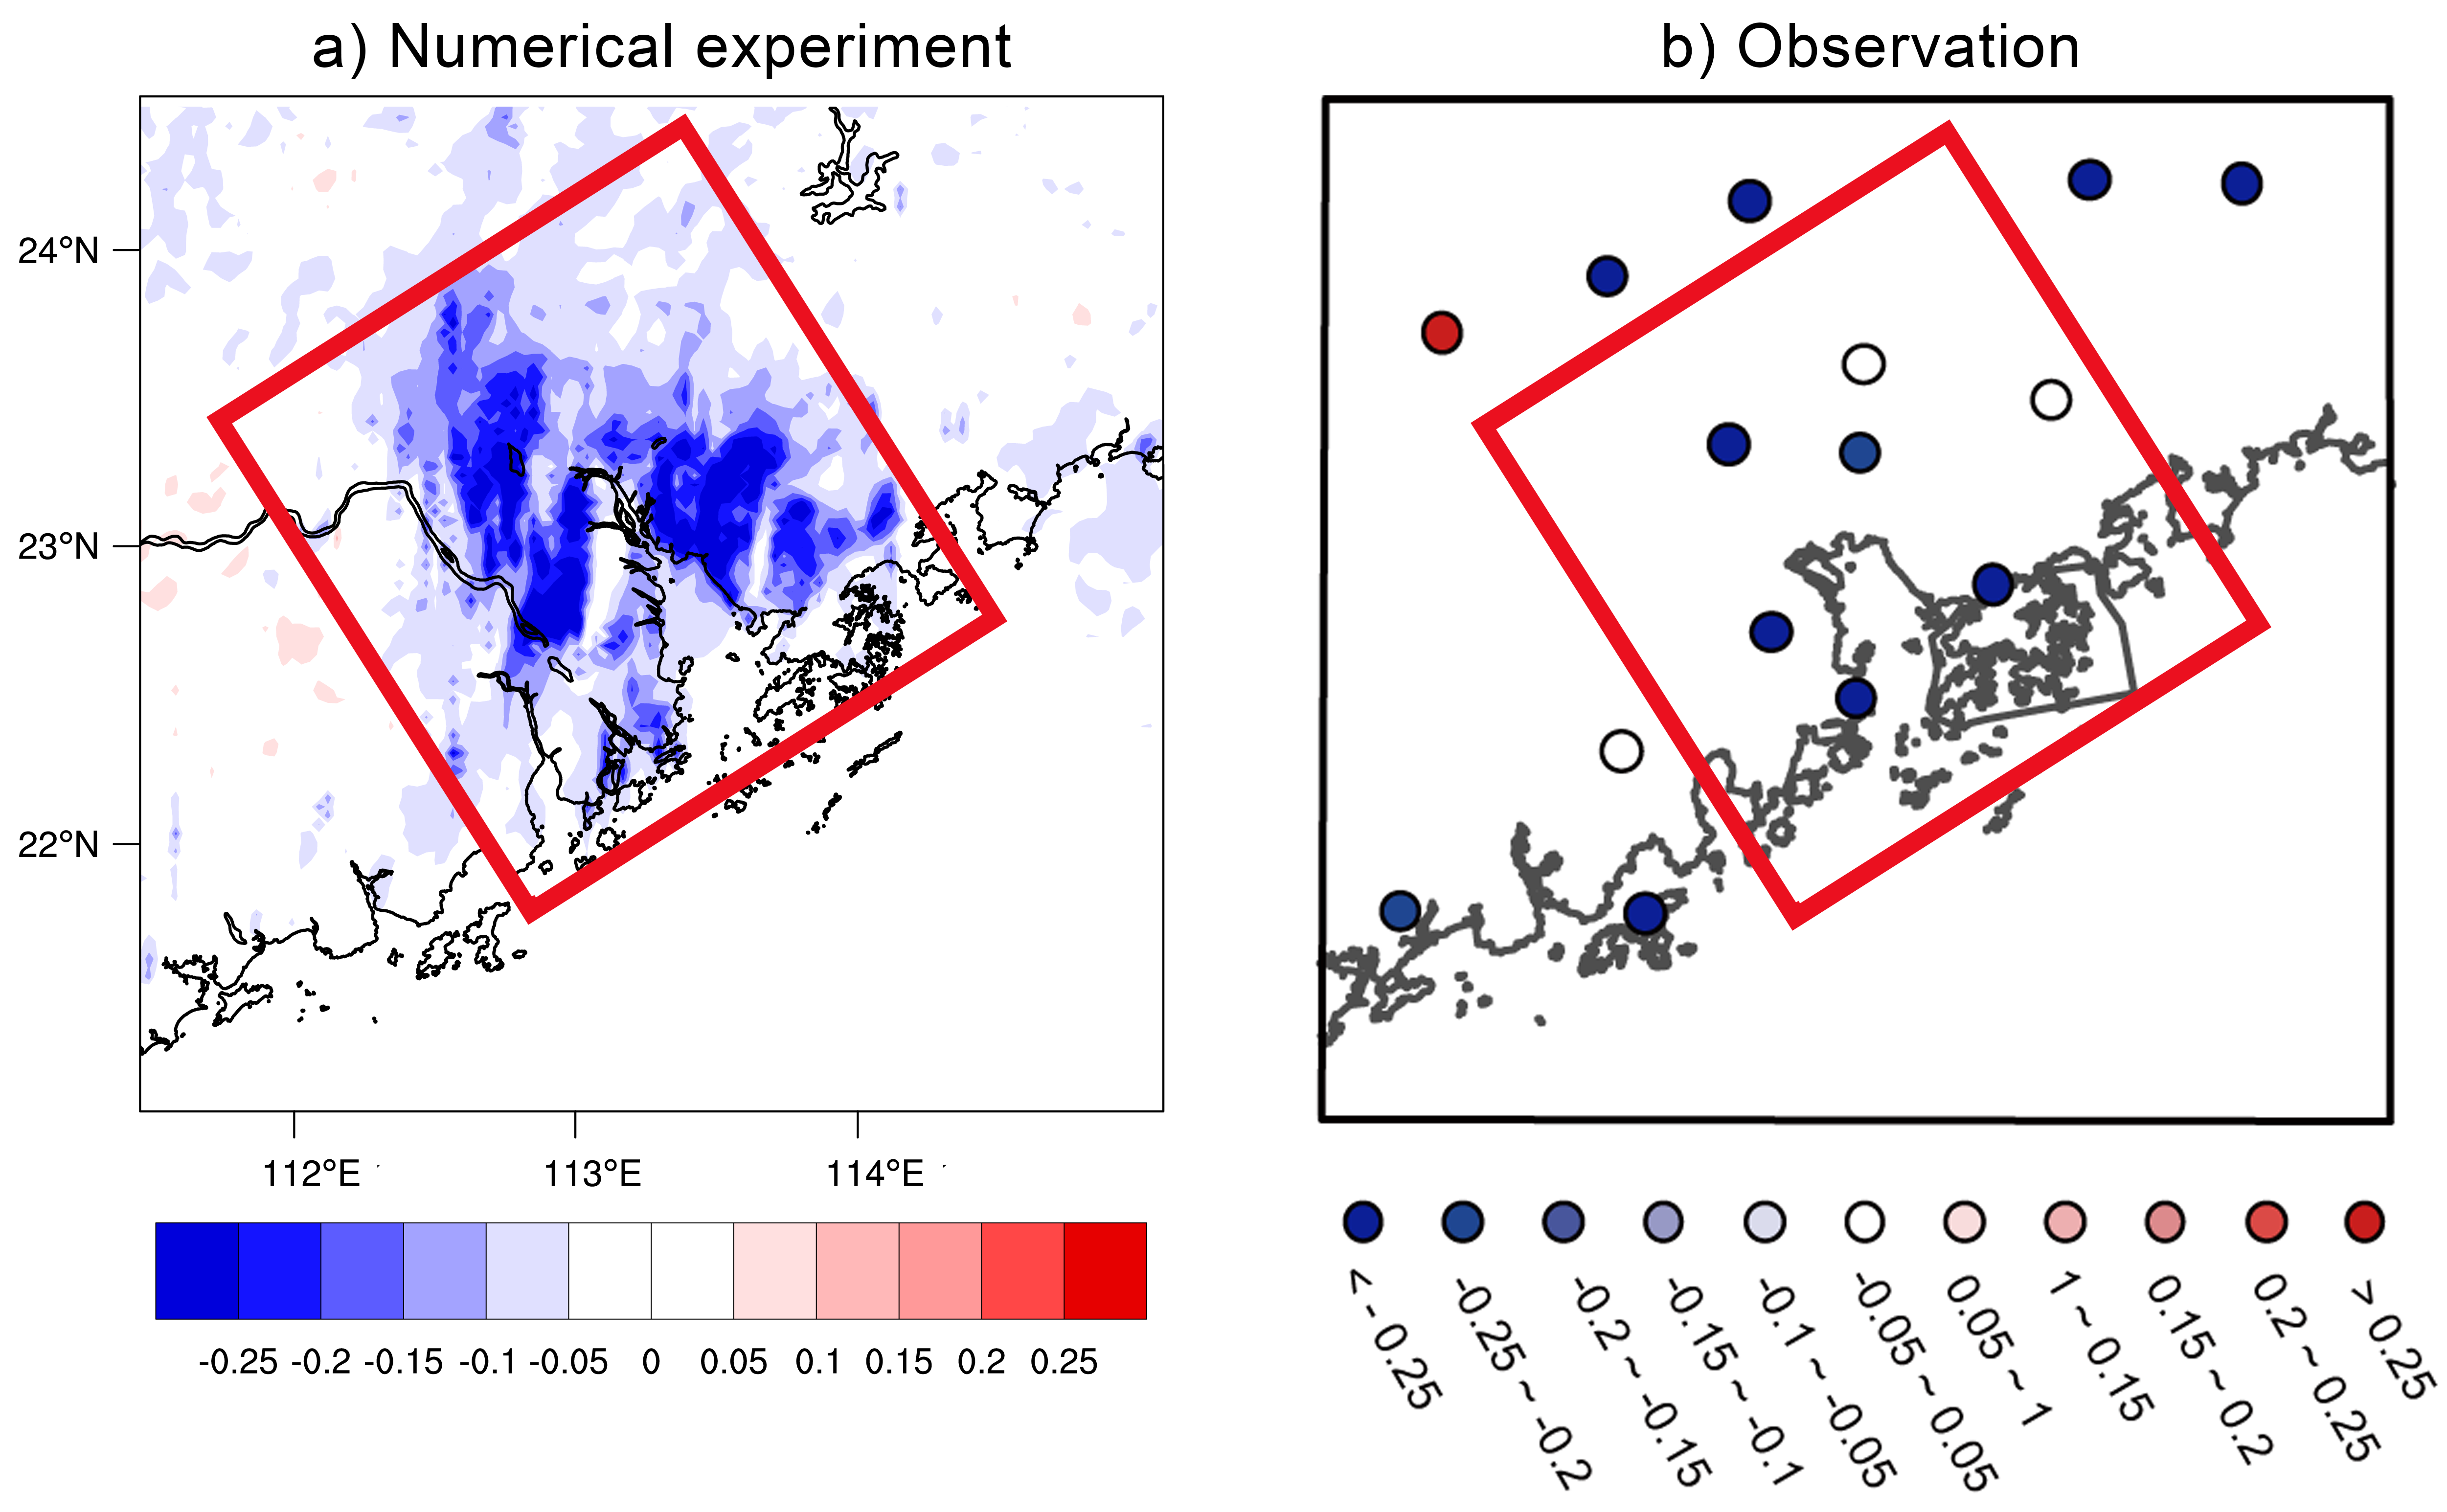 a) Numerical experiment
b) Observation
24°N
23°N
22°N
112°E
113°E
114°E
-0.25 -0.2 -0.15 -0.1 -0.05 0 0.05 0.1 0.15 0.2 0.25
< -0.25
-0.25 ~ -0.2
-0.2 ~ -0.15
-0.15 ~ -0.1
-0.1 ~ -0.05
-0.05 ~ 0.05
0.05 ~ 1
1 ~ 0.15
0.15 ~ 0.2
0.2 ~ 0.25
> 0.25